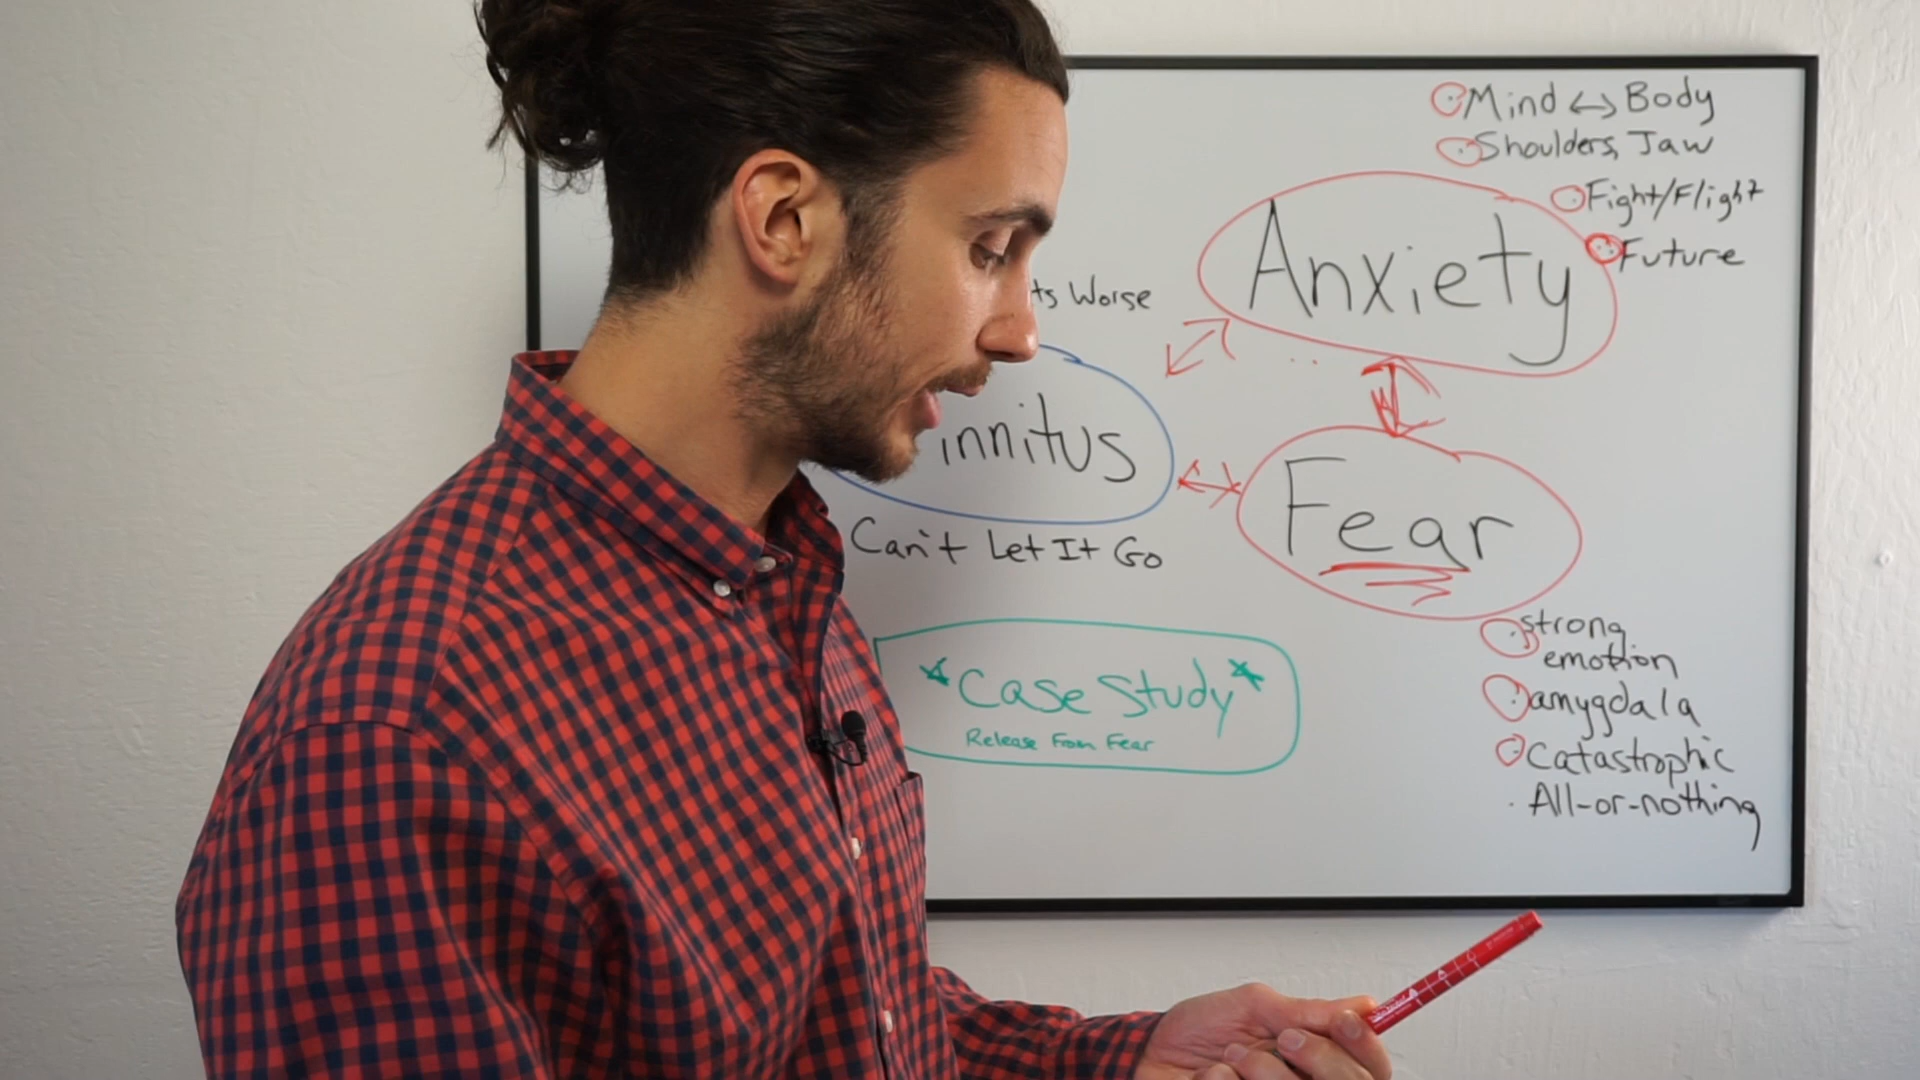 Mind <-> Body
Shoulders, Jaw
Fight/Flight
Future
Anxiety
ts Worse
innitus
Fear
Can't Let It Go
strong
emotion
amygdala
Catastrophic
All-or-nothing
*Case Study*
Release From Fear